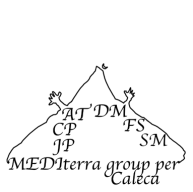 AT DM
CP FS
JP SM
MEDIterra group per
Caleca